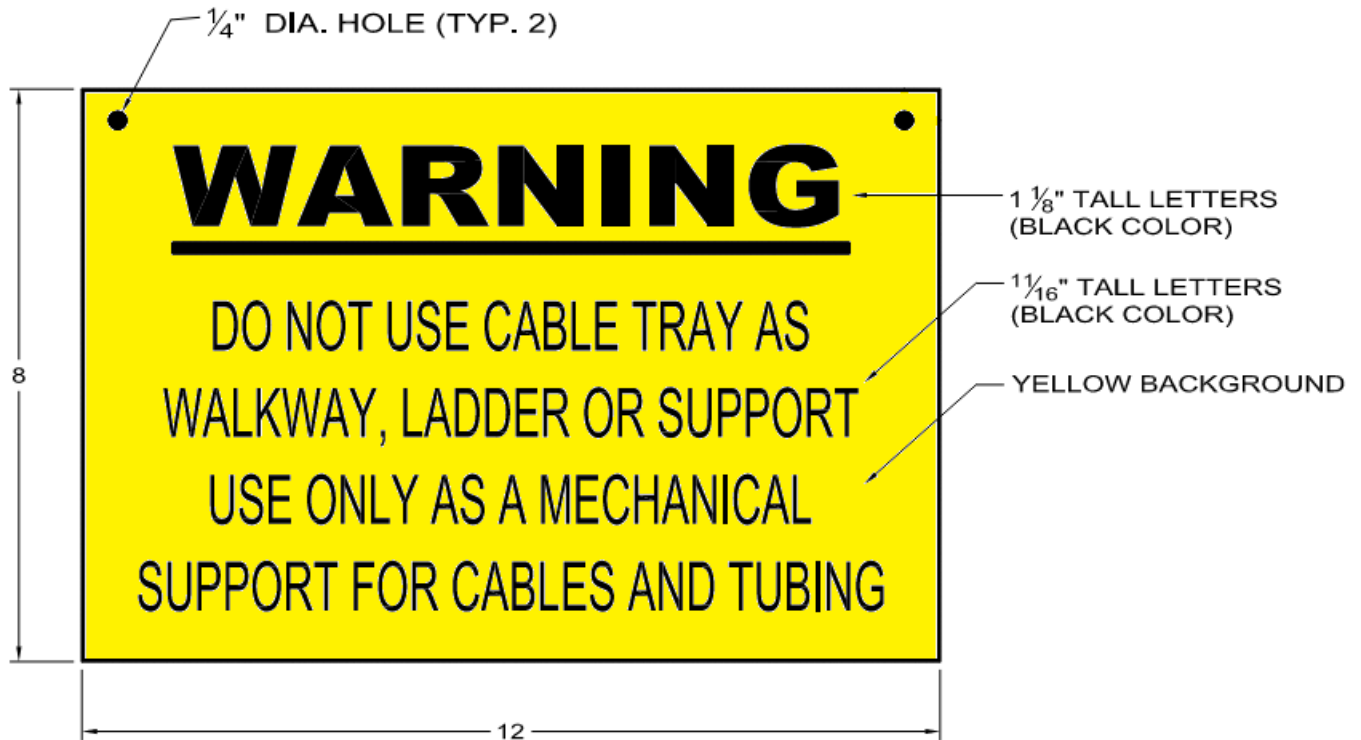 ¼" DIA. HOLE (TYP. 2)
WARNING
1 ⅛" TALL LETTERS
(BLACK COLOR)
11/16" TALL LETTERS
(BLACK COLOR)
DO NOT USE CABLE TRAY AS
WALKWAY, LADDER OR SUPPORT
USE ONLY AS A MECHANICAL
SUPPORT FOR CABLES AND TUBING
YELLOW BACKGROUND
8
12